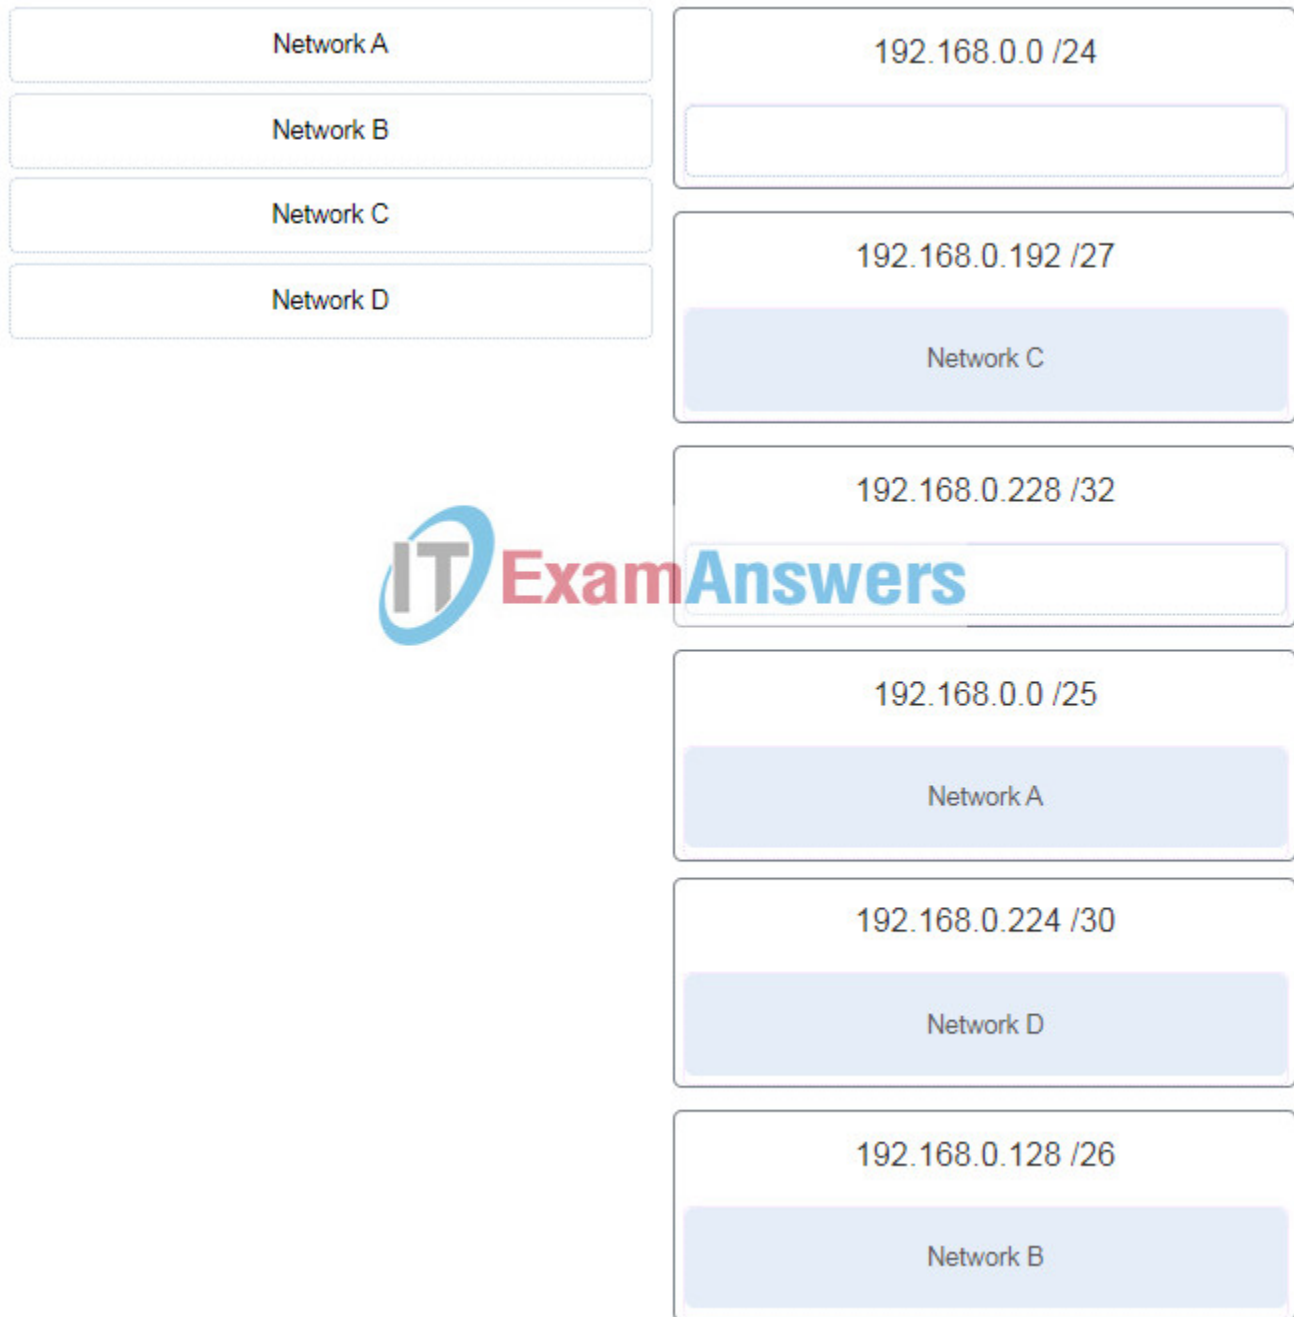 Network A
Network B
Network C
Network D
192.168.0.0 /24
192.168.0.192 /27
Network C
192.168.0.228 /32
ITExamAnswers
192.168.0.0 /25
Network A
192.168.0.224 /30
Network D
192.168.0.128 /26
Network B